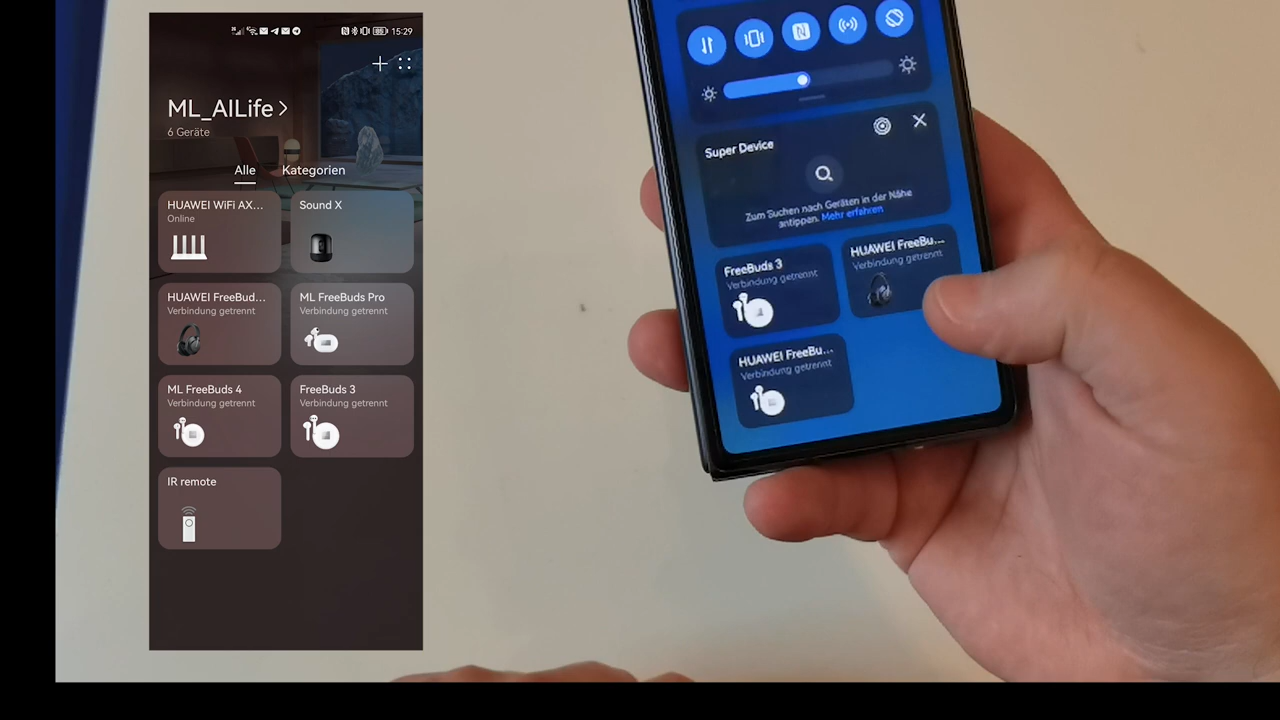 15:29
ML_AILife
6 Geräte
Alle Kategorien
HUAWEI WiFi AX...
Online
Sound X
HUAWEI FreeBud...
Verbindung getrennt
ML FreeBuds Pro
Verbindung getrennt
ML FreeBuds 4
Verbindung getrennt
FreeBuds 3
Verbindung getrennt
IR remote
Super Device
Zum Suchen nach Geräten in der Nähe
antippen. Mehr erfahren
FreeBuds 3
Verbindung getrennt
HUAWEI FreeBu...
Verbindung getrennt
HUAWEI FreeBu...
Verbindung getrennt